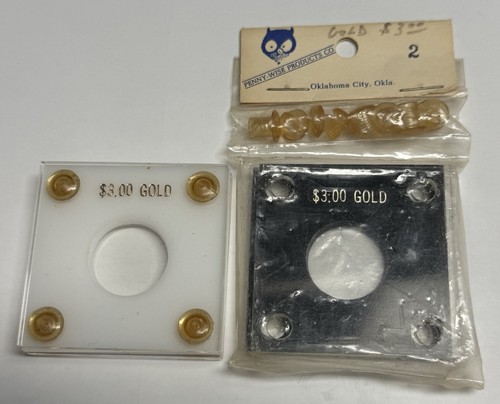 GOLD $3.00
PENNY-WISE PRODUCTS CO
2
Oklahoma City, Okla.
$3.00 GOLD
$3.00 GOLD